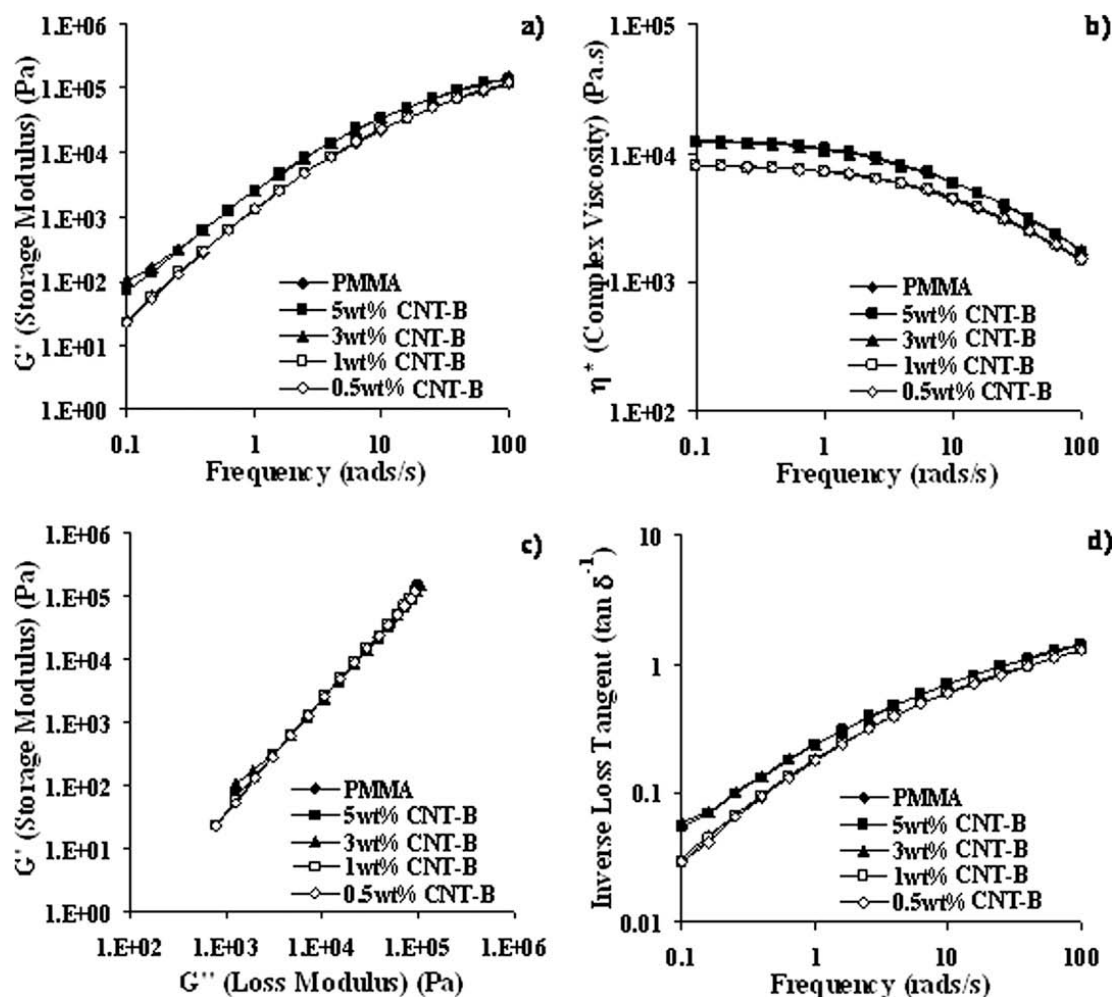 a)
G' (Storage Modulus) (Pa)
1.E+06
1.E+05
1.E+04
1.E+03
1.E+02
1.E+01
1.E+00
PMMA
5wt% CNT-B
3wt% CNT-B
1wt% CNT-B
0.5wt% CNT-B
0.1 1 10 100
Frequency (rads/s)
b)
η* (Complex Viscosity) (Pa.s)
1.E+05
1.E+04
1.E+03
1.E+02
PMMA
5wt% CNT-B
3wt% CNT-B
1wt% CNT-B
0.5wt% CNT-B
0.1 1 10 100
Frequency (rads/s)
c)
G' (Storage Modulus) (Pa)
1.E+06
1.E+05
1.E+04
1.E+03
1.E+02
1.E+01
1.E+00
PMMA
5wt% CNT-B
3wt% CNT-B
1wt% CNT-B
0.5wt% CNT-B
1.E+02 1.E+03 1.E+04 1.E+05 1.E+06
G'' (Loss Modulus) (Pa)
d)
Inverse Loss Tangent (tan δ⁻¹)
10
1
0.1
0.01
PMMA
5wt% CNT-B
3wt% CNT-B
1wt% CNT-B
0.5wt% CNT-B
0.1 1 10 100
Frequency (rads/s)